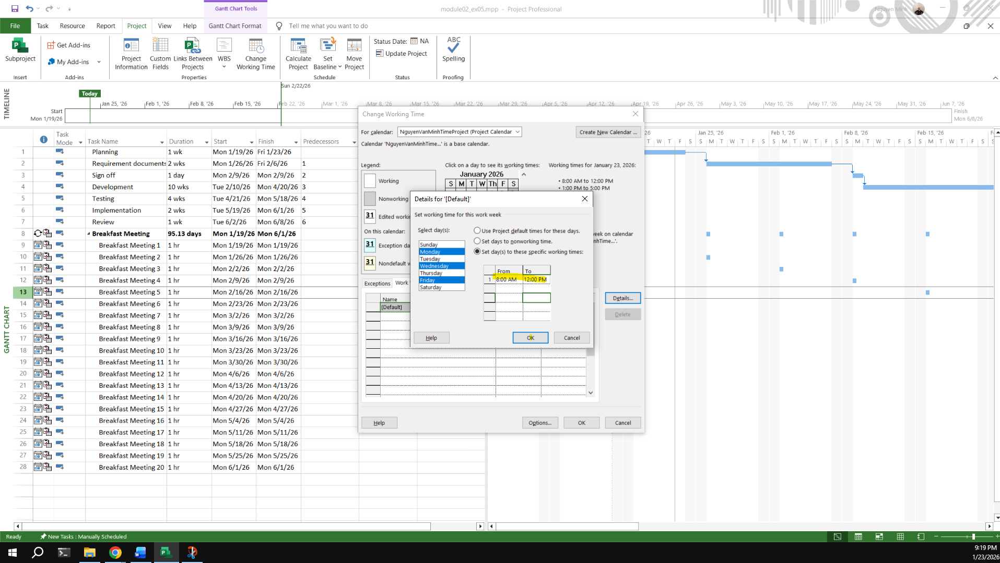 Gantt Chart Tools
module02_ex05.mpp - Project Professional
Nguyen Minh
File Task Resource Report Project View Help Gantt Chart Format Tell me what you want to do
Subproject
Get Add-ins
My Add-ins
Project Information
Custom Fields
Links Between Projects
WBS
Change Working Time
Calculate Project
Set Baseline
Move Project
Status Date: NA
Update Project
ABC
Spelling
Insert Add-ins Properties Schedule Status Proofing
TIMELINE
Sun 2/22/26
Today
Jan 25, '26 Feb 1, '26 Feb 8, '26 Feb 15, '26 Feb 22, '26 Mar 1, '26 Mar 8, '26 Mar 15, '26 Mar 22, '26 Mar 29, '26 Apr 5, '26 Apr 12, '26 Apr 19, '26 Apr 26, '26 May 3, '26 May 10, '26 May 17, '26 May 24, '26 May 31, '26 Jun 7, '26
Start
Mon 1/19/26
Finish
Mon 6/8/26
GANTT CHART
Task Mode Task Name Duration Start Finish Predecessors
1 Planning 1 wk Mon 1/19/26 Fri 1/23/26
2 Requirement documents 2 wks Mon 1/26/26 Fri 2/6/26 1
3 Sign off 1 day Mon 2/9/26 Mon 2/9/26 2
4 Development 10 wks Tue 2/10/26 Mon 4/20/26 3
5 Testing 4 wks Tue 4/21/26 Mon 5/18/26 4
6 Implementation 2 wks Tue 5/19/26 Mon 6/1/26 5
7 Review 1 wk Tue 6/2/26 Mon 6/8/26 6
8 Breakfast Meeting 95.13 days Mon 1/19/26 Mon 6/1/26
9 Breakfast Meeting 1 1 hr Mon 1/19/26 Mon 1/19/26
10 Breakfast Meeting 2 1 hr Mon 1/26/26 Mon 1/26/26
11 Breakfast Meeting 3 1 hr Mon 2/2/26 Mon 2/2/26
12 Breakfast Meeting 4 1 hr Mon 2/9/26 Mon 2/9/26
13 Breakfast Meeting 5 1 hr Mon 2/16/26 Mon 2/16/26
14 Breakfast Meeting 6 1 hr Mon 2/23/26 Mon 2/23/26
15 Breakfast Meeting 7 1 hr Mon 3/2/26 Mon 3/2/26
16 Breakfast Meeting 8 1 hr Mon 3/9/26 Mon 3/9/26
17 Breakfast Meeting 9 1 hr Mon 3/16/26 Mon 3/16/26
18 Breakfast Meeting 10 1 hr Mon 3/23/26 Mon 3/23/26
19 Breakfast Meeting 11 1 hr Mon 3/30/26 Mon 3/30/26
20 Breakfast Meeting 12 1 hr Mon 4/6/26 Mon 4/6/26
21 Breakfast Meeting 13 1 hr Mon 4/13/26 Mon 4/13/26
22 Breakfast Meeting 14 1 hr Mon 4/20/26 Mon 4/20/26
23 Breakfast Meeting 15 1 hr Mon 4/27/26 Mon 4/27/26
24 Breakfast Meeting 16 1 hr Mon 5/4/26 Mon 5/4/26
25 Breakfast Meeting 17 1 hr Mon 5/11/26 Mon 5/11/26
26 Breakfast Meeting 18 1 hr Mon 5/18/26 Mon 5/18/26
27 Breakfast Meeting 19 1 hr Mon 5/25/26 Mon 5/25/26
28 Breakfast Meeting 20 1 hr Mon 6/1/26 Mon 6/1/26
Change Working Time
For calendar: NguyenVanMinhTimeProject (Project Calendar
Create New Calendar ...
Calendar 'NguyenVanMinhTime...' is a base calendar.
Legend:
Working
Nonworking
31 Edited workin
On this calendar:
31 Exception da
31 Nondefault w
Click on a day to see its working times:
January 2026
S M T W Th F S
Working times for January 23, 2026:
• 8:00 AM to 12:00 PM
• 1:00 PM to 5:00 PM
eek on calendar
nhTime...'.
Exceptions Work
Name
[Default]
Details...
Delete
Help Options... OK Cancel
Details for '[Default]'
Set working time for this work week
Select day(s):
Sunday
Monday
Tuesday
Wednesday
Thursday
Friday
Saturday
Use Project default times for these days.
Set days to nonworking time.
Set day(s) to these specific working times:
From To
1 8:00 AM 12:00 PM
Help OK Cancel
26 Jan 25, '26 Feb 1, '26 Feb 8, '26 Feb 15, '26 F
T W T F S S M T W T F S S M T W T F S S M T W T F S S M T W T F S
Ready New Tasks : Manually Scheduled
9:19 PM
1/23/2026